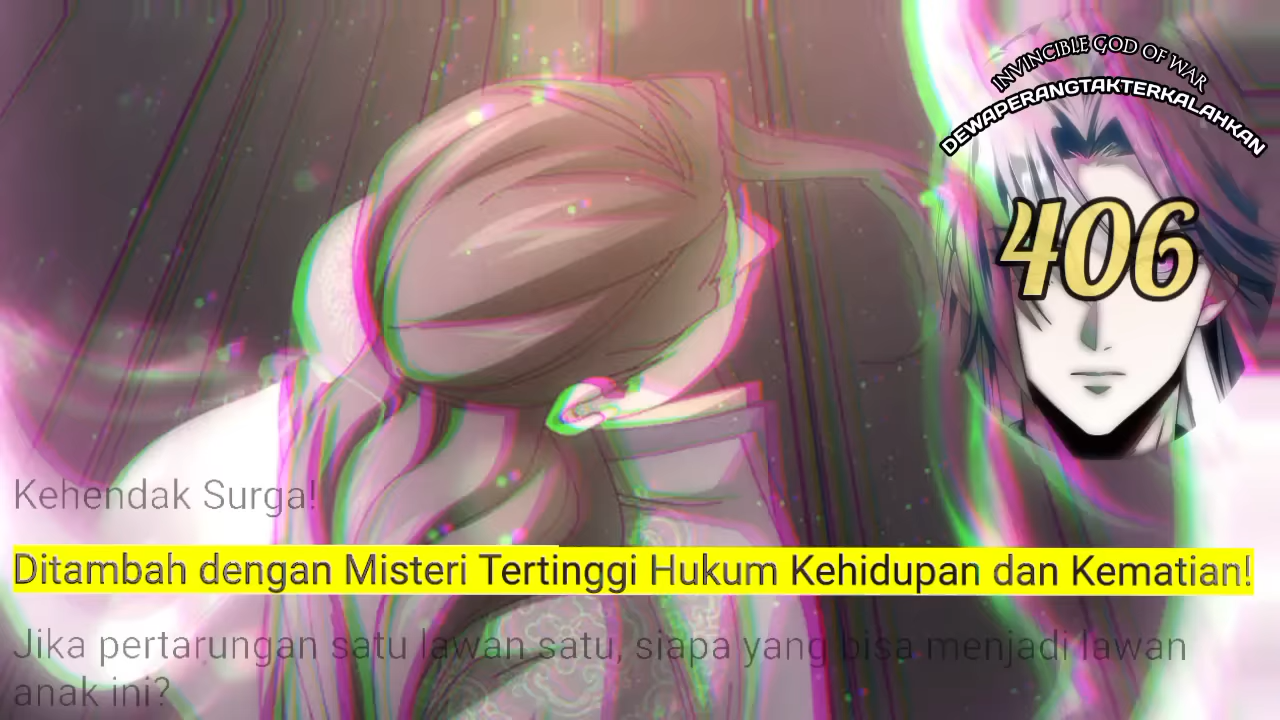 INVINCIBLE GOD OF WAR
DEWAPERANGTAKTERKALAHKAN
406
Kehendak Surga!
Ditambah dengan Misteri Tertinggi Hukum Kehidupan dan Kematian!
Jika pertarungan satu lawan satu, siapa yang bisa menjadi lawan
anak ini?